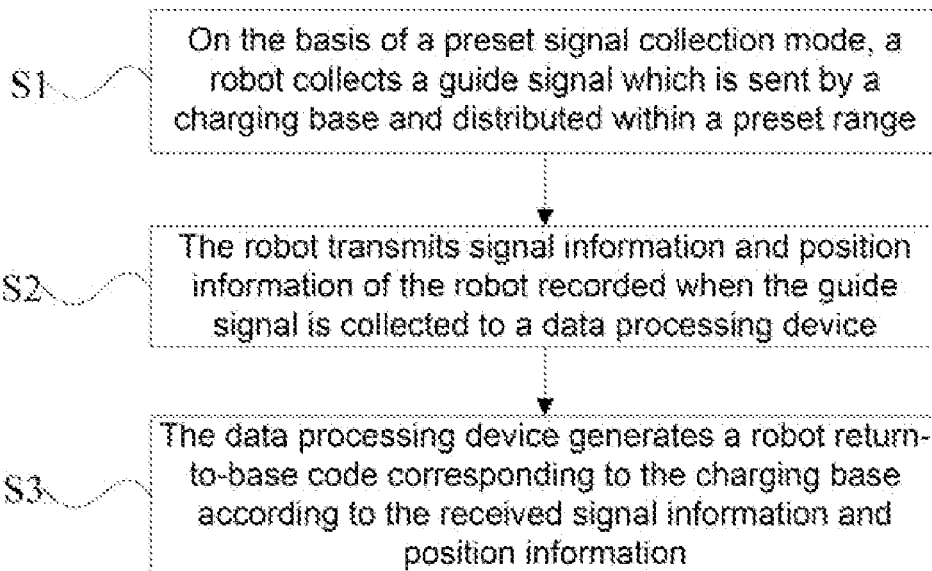 S1
On the basis of a preset signal collection mode, a
robot collects a guide signal which is sent by a
charging base and distributed within a preset range
S2
The robot transmits signal information and position
information of the robot recorded when the guide
signal is collected to a data processing device
S3
The data processing device generates a robot return-
to-base code corresponding to the charging base
according to the received signal information and
position information